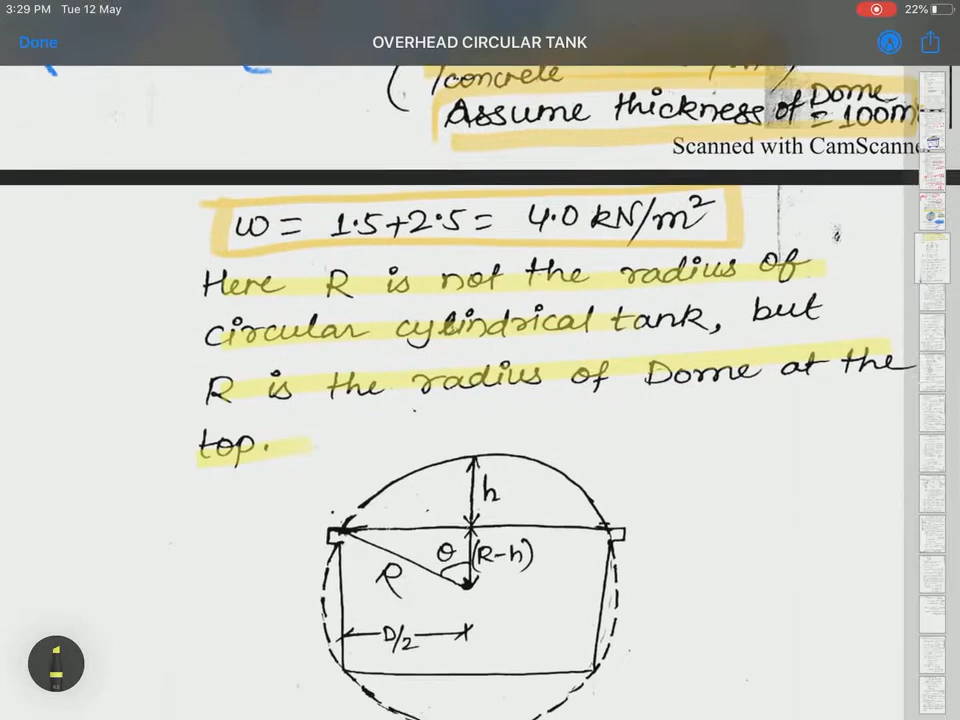 3:29 PM Tue 12 May
22%
Done
OVERHEAD CIRCULAR TANK
concrete
Assume thickness of Dome
= 100m
Scanned with CamScanne
w = 1.5+2.5 = 4.0 kN/m²
Here R is not the radius of
circular cylindrical tank, but
R is the radius of Dome at the
top.
h
θ (R-h)
R
D/2